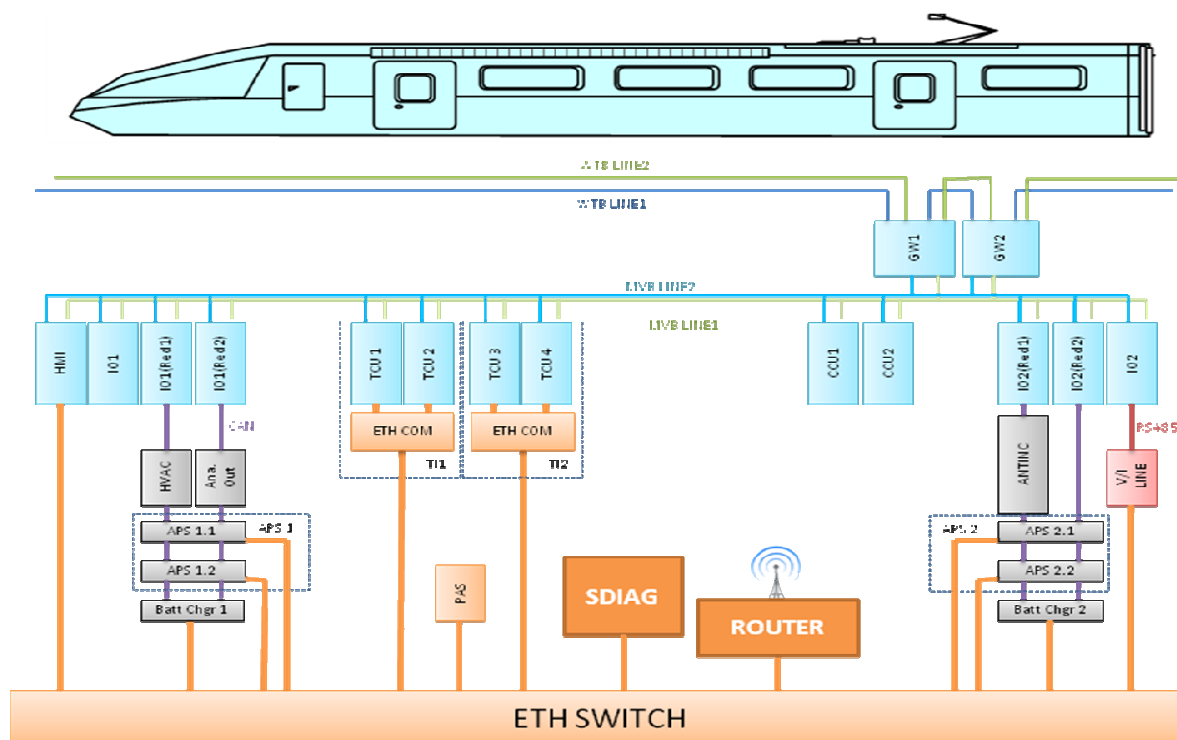 WTB LINE2
WTB LINE1
GW1
GW2
MVB LINE2
MVB LINE1
HMI
IO1
IO1(Red1)
IO1(Red2)
TCU 1
TCU 2
TCU 3
TCU 4
CCU1
CCU2
IO2(Red1)
IO2(Red2)
IO2
ETH COM
ETH COM
CAN
RS485
TI1
TI2
HVAC
Ana. Out
ANTINC
V/I LINE
APS 1.1
APS 1
APS 1.2
Batt Chgr 1
APS 2
APS 2.1
APS 2.2
Batt Chgr 2
PAS
SDIAG
ROUTER
ETH SWITCH